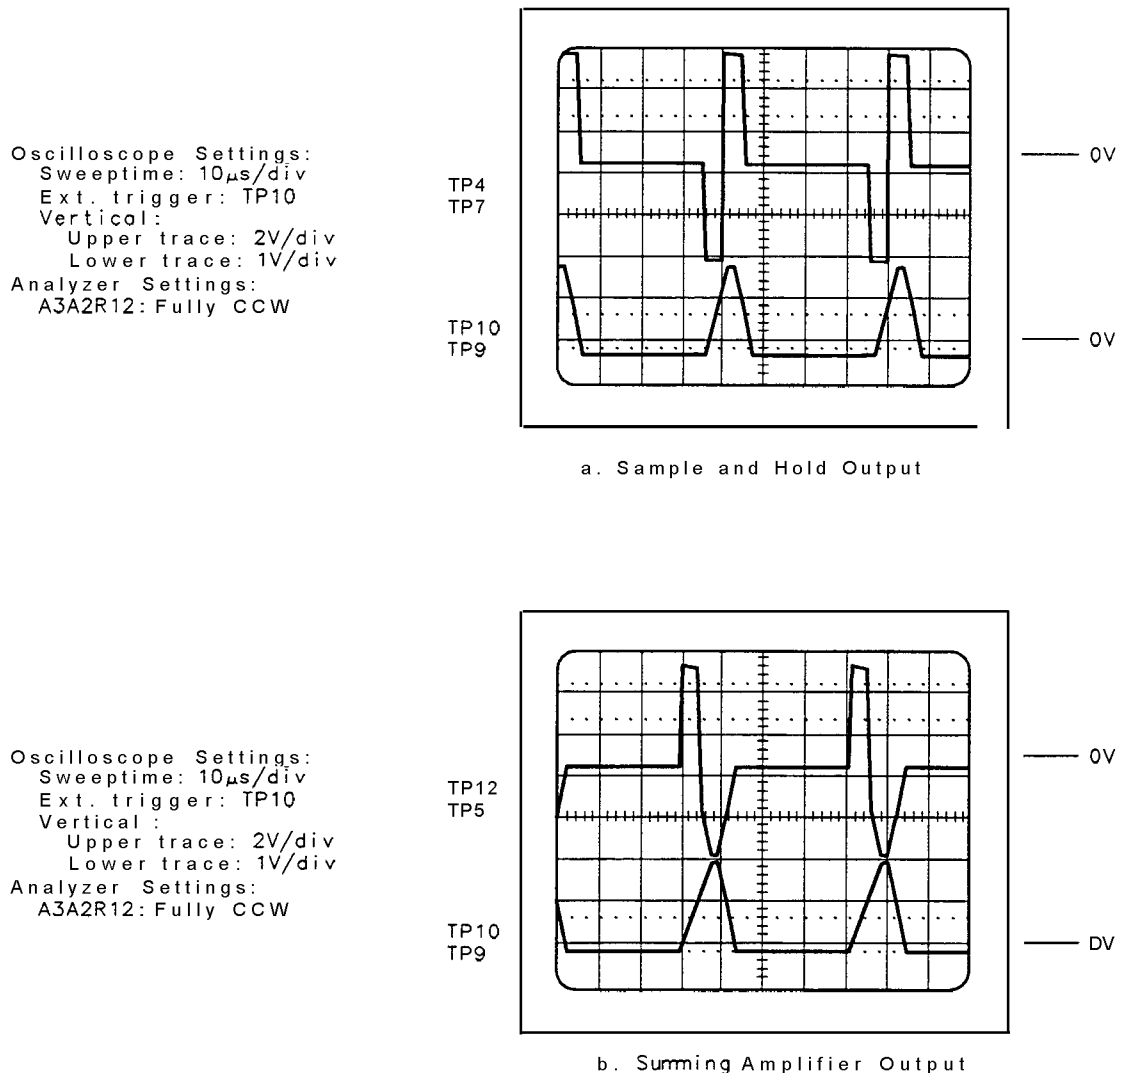 Oscilloscope Settings:
Sweeptime: 10μs/div
Ext. trigger: TP10
Vertical:
Upper trace: 2V/div
Lower trace: 1V/div
Analyzer Settings:
A3A2R12: Fully CCW
TP4
TP7
TP10
TP9
0V
0V
a. Sample and Hold Output
Oscilloscope Settings:
Sweeptime: 10μs/div
Ext. trigger: TP10
Vertical :
Upper trace: 2V/div
Lower trace: 1V/div
Analyzer Settings:
A3A2R12: Fully CCW
TP12
TP5
TP10
TP9
0V
DV
b. Summing Amplifier Output